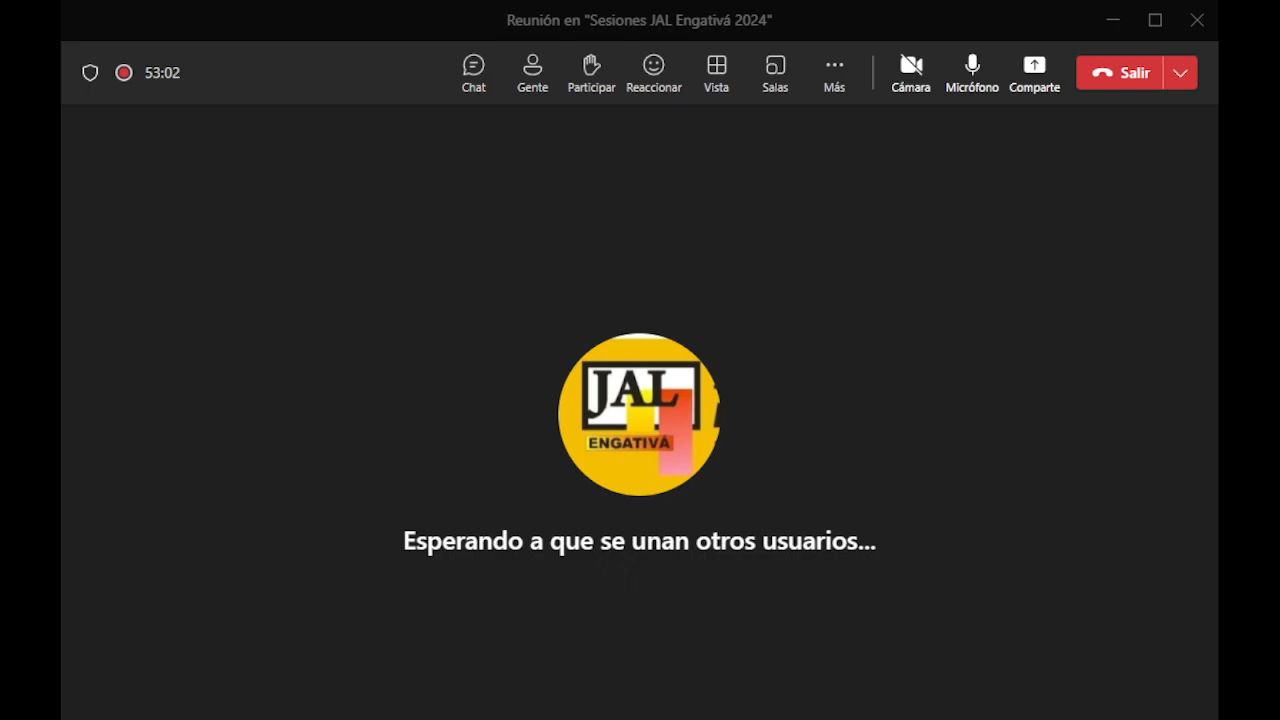 Reunión en "Sesiones JAL Engativá 2024"
53:02
Chat
Gente
Participar
Reaccionar
Vista
Salas
Más
Cámara
Micrófono
Comparte
Salir
JAL
ENGATIVÁ
Esperando a que se unan otros usuarios...